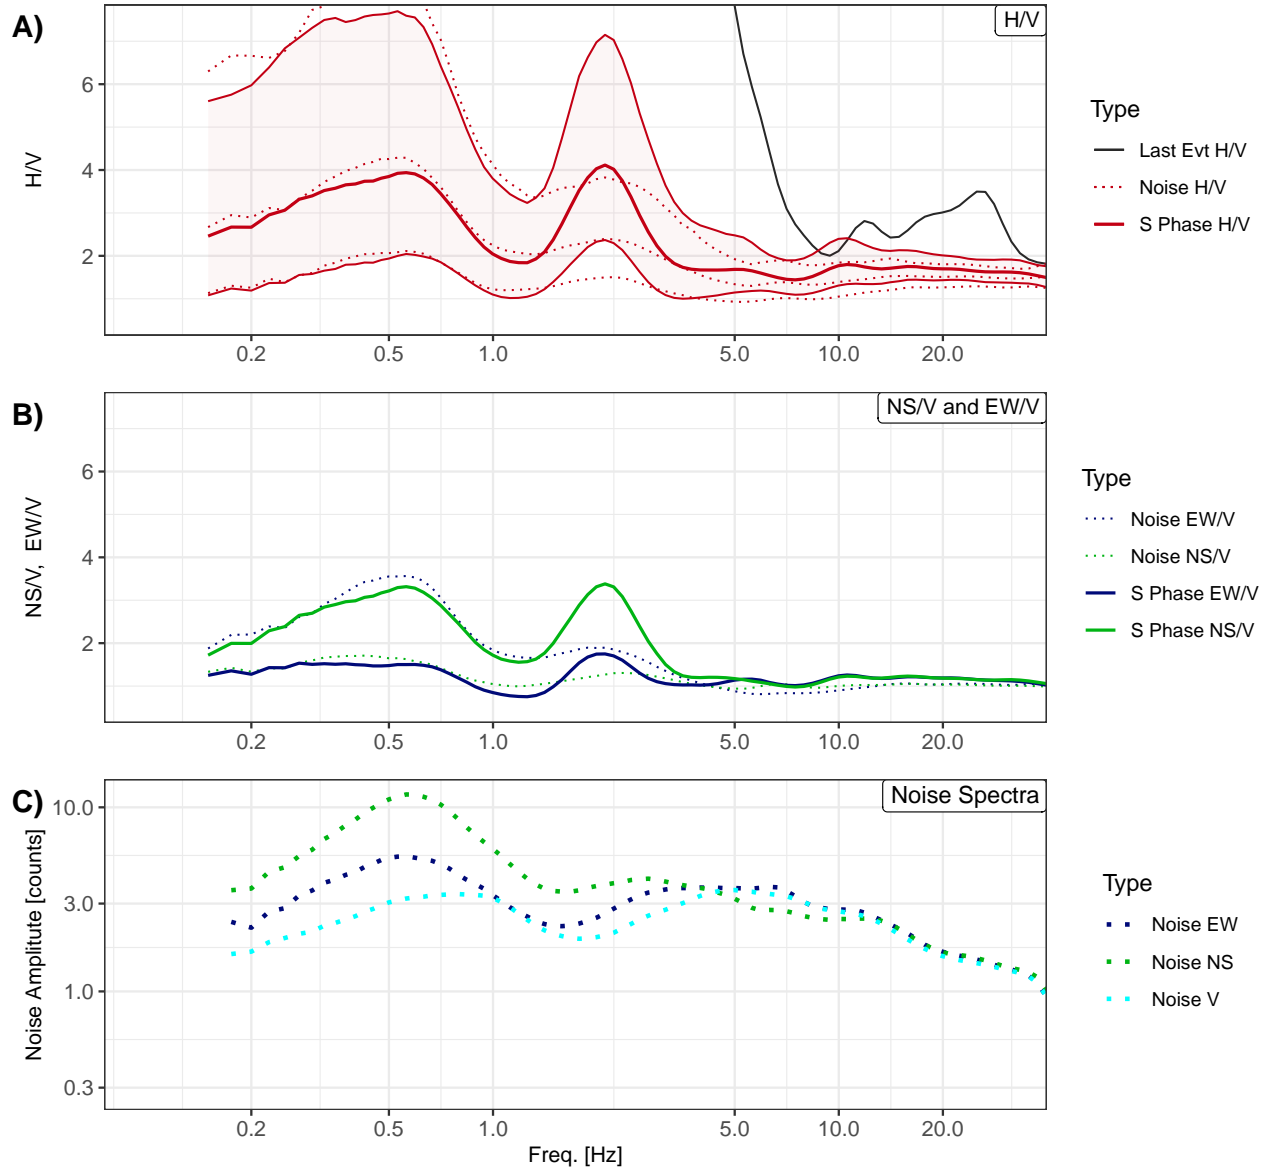 A)
H/V
H/V
6
4
2
0.2 0.5 1.0 5.0 10.0 20.0
Type
Last Evt H/V
Noise H/V
S Phase H/V
B)
NS/V and EW/V
NS/V, EW/V
6
4
2
0.2 0.5 1.0 5.0 10.0 20.0
Type
Noise EW/V
Noise NS/V
S Phase EW/V
S Phase NS/V
C)
Noise Spectra
Noise Amplitute [counts]
10.0
3.0
1.0
0.3
0.2 0.5 1.0 5.0 10.0 20.0
Freq. [Hz]
Type
Noise EW
Noise NS
Noise V